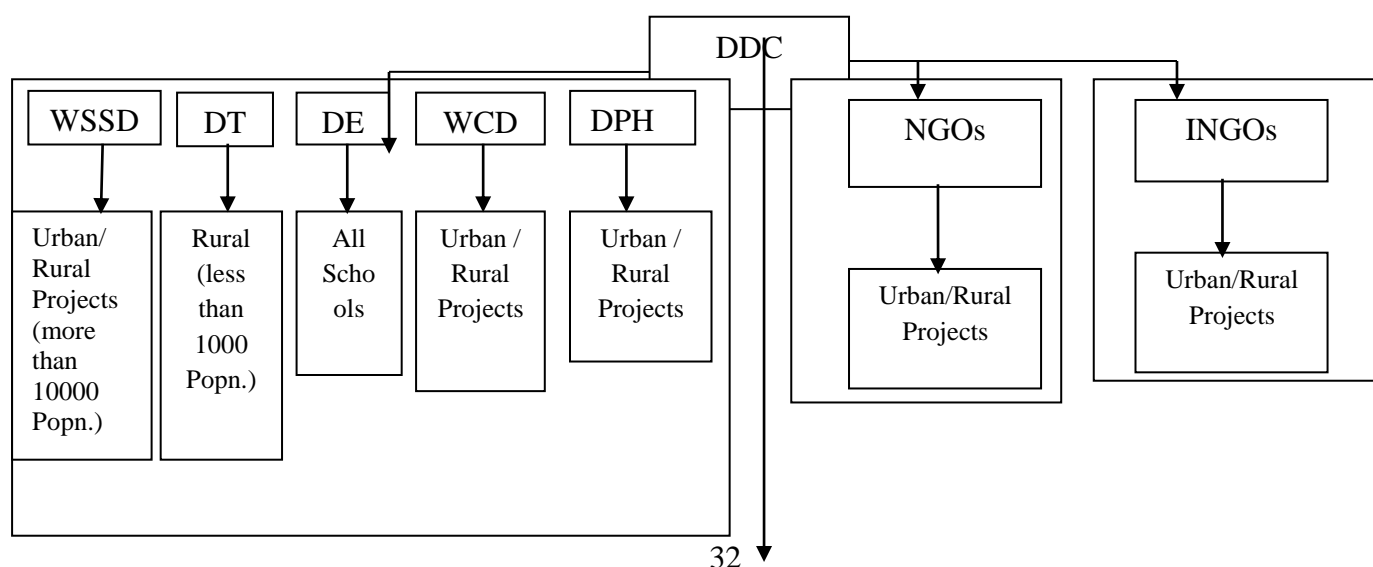 DDC
WSSD
DT
DE
WCD
DPH
NGOs
INGOs
Urban/
Rural
Projects
(more
than
10000
Popn.)
Rural
(less
than
1000
Popn.)
All
Scho
ols
Urban /
Rural
Projects
Urban /
Rural
Projects
Urban/Rural
Projects
Urban/Rural
Projects
32